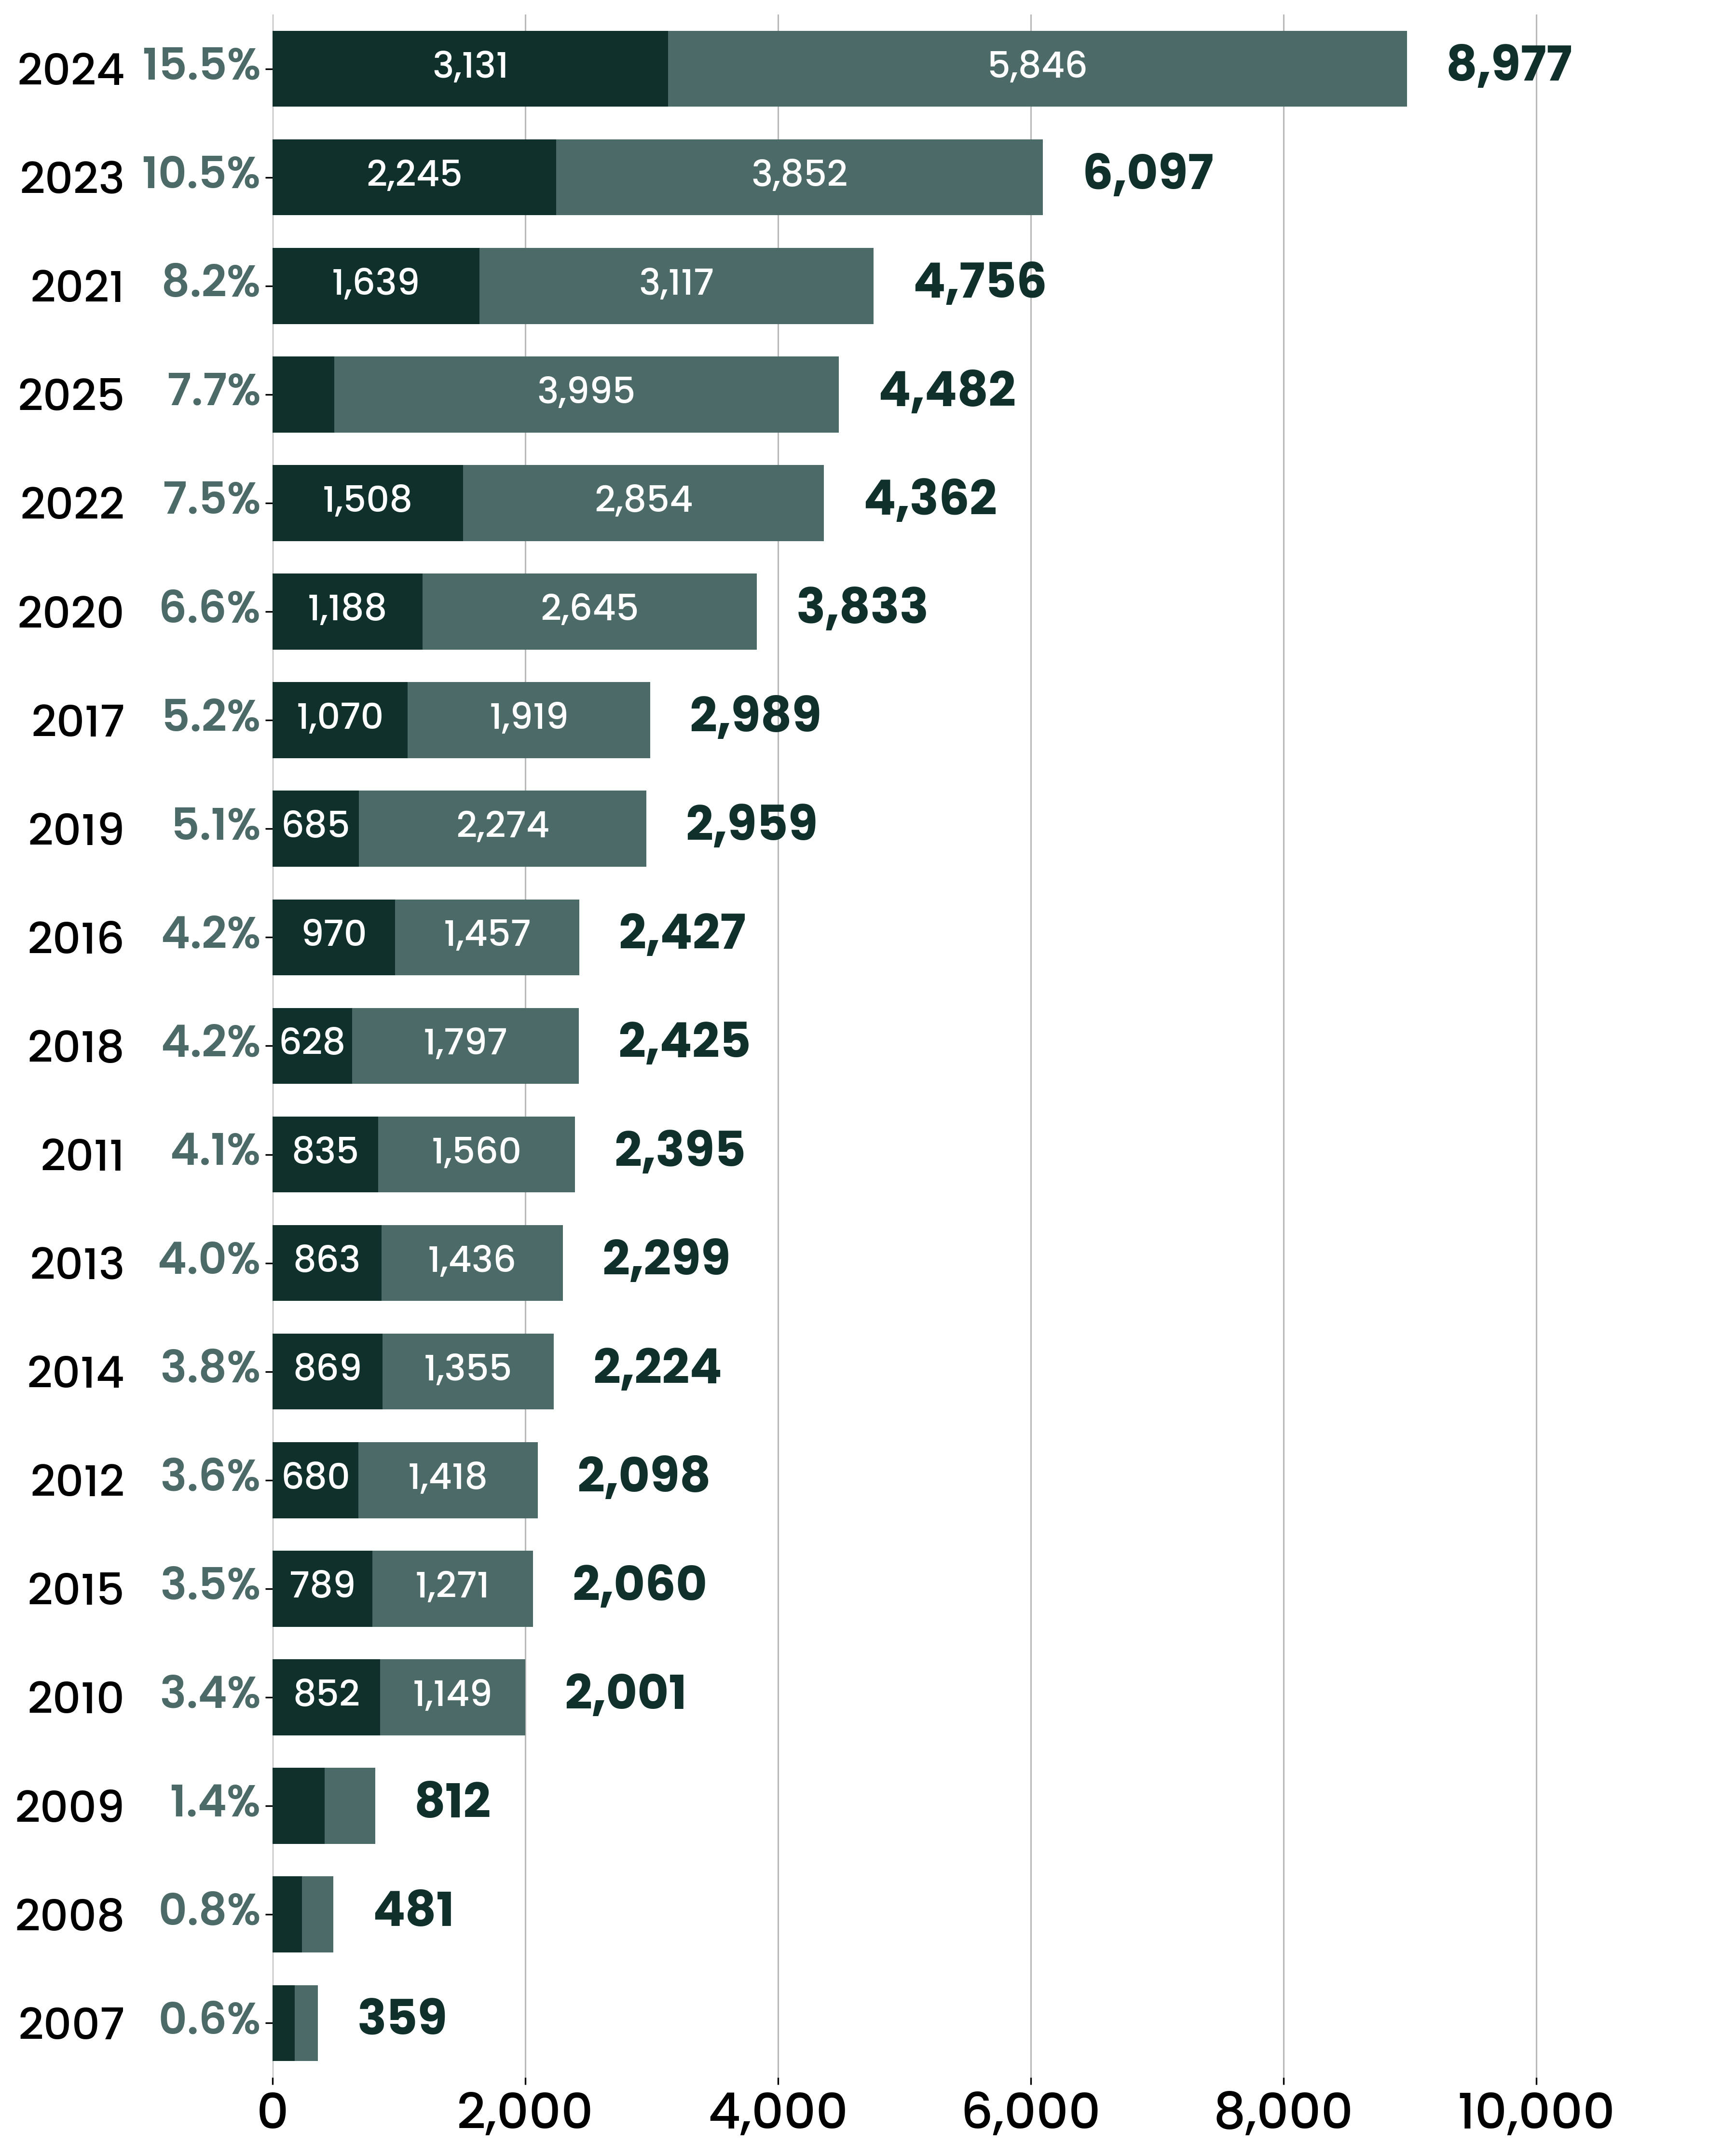 2024 15.5% 3,131 5,846 8,977
2023 10.5% 2,245 3,852 6,097
2021 8.2% 1,639 3,117 4,756
2025 7.7% 3,995 4,482
2022 7.5% 1,508 2,854 4,362
2020 6.6% 1,188 2,645 3,833
2017 5.2% 1,070 1,919 2,989
2019 5.1% 685 2,274 2,959
2016 4.2% 970 1,457 2,427
2018 4.2% 628 1,797 2,425
2011 4.1% 835 1,560 2,395
2013 4.0% 863 1,436 2,299
2014 3.8% 869 1,355 2,224
2012 3.6% 680 1,418 2,098
2015 3.5% 789 1,271 2,060
2010 3.4% 852 1,149 2,001
2009 1.4% 812
2008 0.8% 481
2007 0.6% 359
0 2,000 4,000 6,000 8,000 10,000